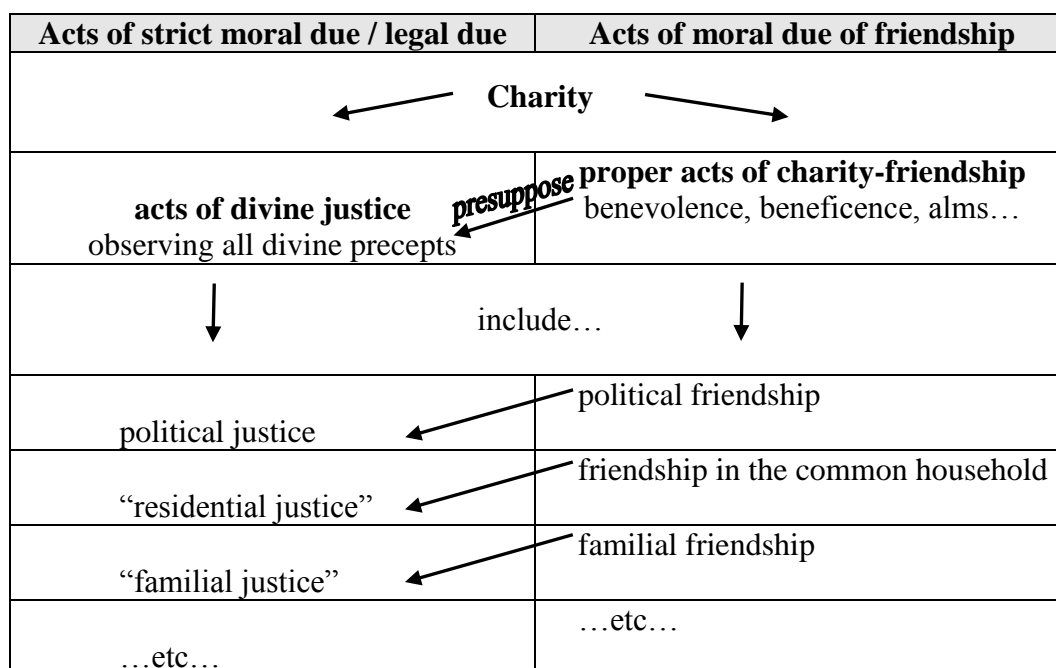 Acts of strict moral due / legal due
Acts of moral due of friendship
Charity
acts of divine justice
observing all divine precepts
presuppose
proper acts of charity-friendship
benevolence, beneficence, alms…
include…
political justice
political friendship
“residential justice”
friendship in the common household
“familial justice”
familial friendship
…etc…
…etc…